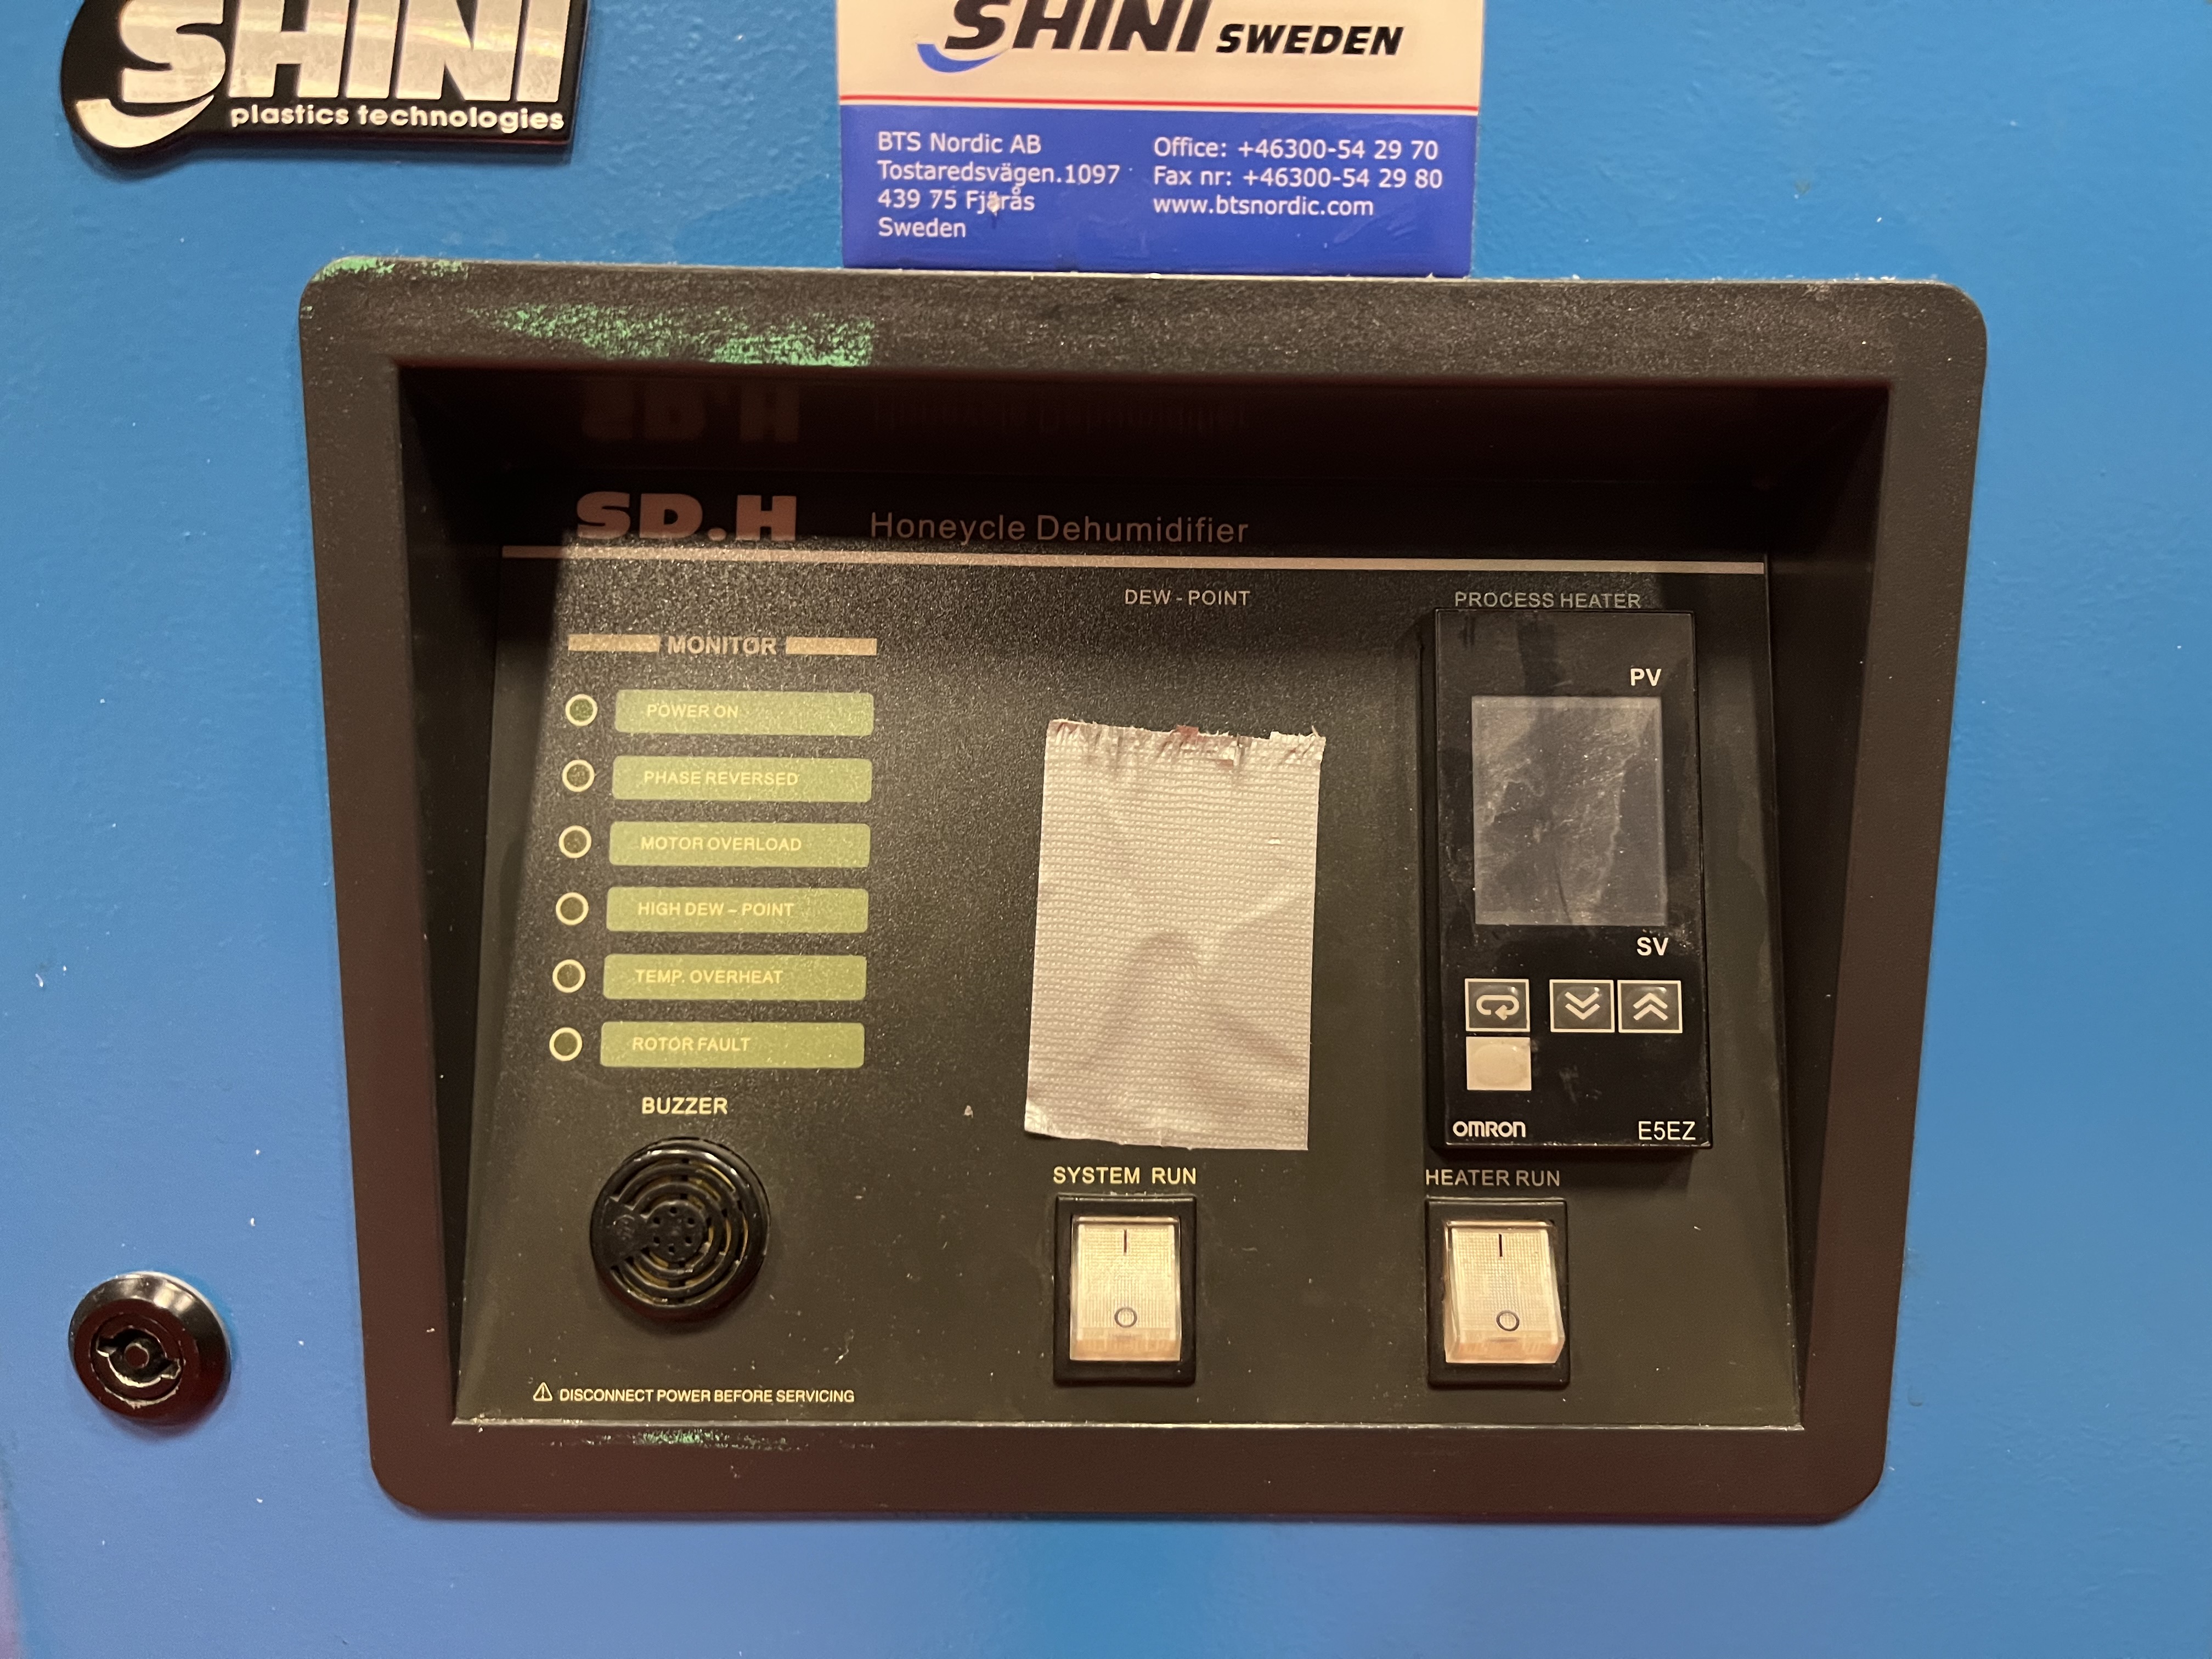 SHINI
plastics technologies
SHINI SWEDEN
BTS Nordic AB
Tostaredsvägen.1097
439 75 Fjärås
Sweden
Office: +46300-54 29 70
Fax nr: +46300-54 29 80
www.btsnordic.com
SD.H Honeycle Dehumidifier
MONITOR
POWER ON
PHASE REVERSED
MOTOR OVERLOAD
HIGH DEW - POINT
TEMP. OVERHEAT
ROTOR FAULT
BUZZER
⚠ DISCONNECT POWER BEFORE SERVICING
DEW - POINT
SYSTEM RUN
PROCESS HEATER
PV
SV
OMRON E5EZ
HEATER RUN